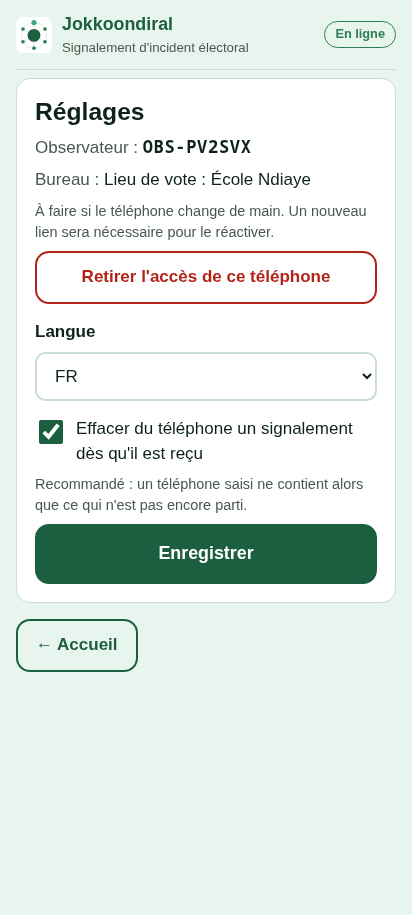 Jokkoondiral
Signalement d'incident électoral
En ligne
Réglages
Observateur : OBS-PV2SVX
Bureau : Lieu de vote : École Ndiaye
À faire si le téléphone change de main. Un nouveau
lien sera nécessaire pour le réactiver.
Retirer l'accès de ce téléphone
Langue
FR
Effacer du téléphone un signalement
dès qu'il est reçu
Recommandé : un téléphone saisi ne contient alors
que ce qui n'est pas encore parti.
Enregistrer
← Accueil